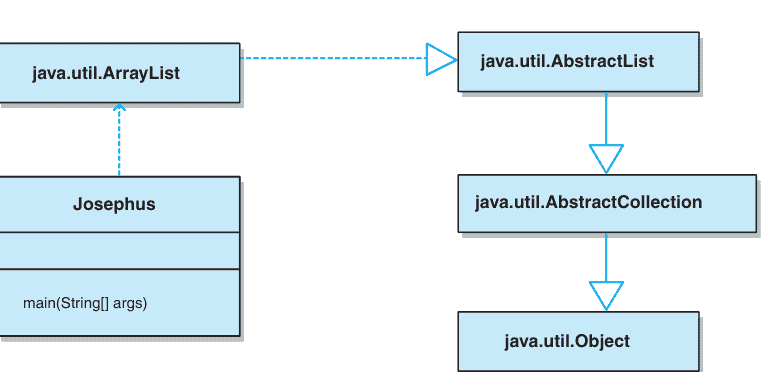 java.util.ArrayList
java.util.AbstractList
Josephus
main(String[] args)
java.util.AbstractCollection
java.util.Object